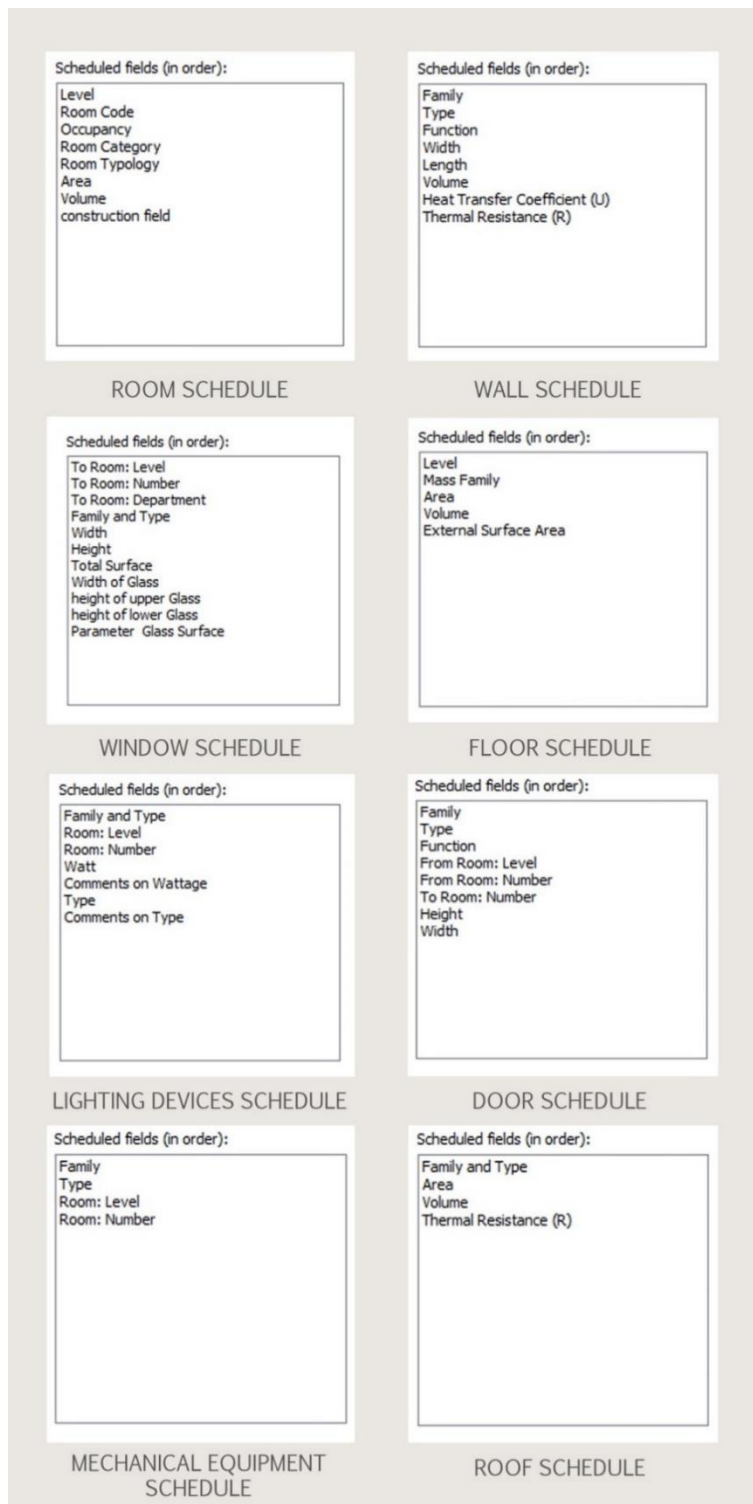 Scheduled fields (in order):
Level
Room Code
Occupancy
Room Category
Room Typology
Area
Volume
construction field
ROOM SCHEDULE
Scheduled fields (in order):
Family
Type
Function
Width
Length
Volume
Heat Transfer Coefficient (U)
Thermal Resistance (R)
WALL SCHEDULE
Scheduled fields (in order):
To Room: Level
To Room: Number
To Room: Department
Family and Type
Width
Height
Total Surface
Width of Glass
height of upper Glass
height of lower Glass
Parameter Glass Surface
WINDOW SCHEDULE
Scheduled fields (in order):
Level
Mass Family
Area
Volume
External Surface Area
FLOOR SCHEDULE
Scheduled fields (in order):
Family and Type
Room: Level
Room: Number
Watt
Comments on Wattage
Type
Comments on Type
LIGHTING DEVICES SCHEDULE
Scheduled fields (in order):
Family
Type
Function
From Room: Level
From Room: Number
To Room: Number
Height
Width
DOOR SCHEDULE
Scheduled fields (in order):
Family
Type
Room: Level
Room: Number
MECHANICAL EQUIPMENT
SCHEDULE
Scheduled fields (in order):
Family and Type
Area
Volume
Thermal Resistance (R)
ROOF SCHEDULE